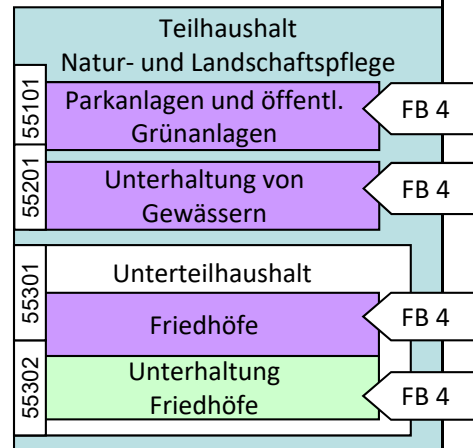 Teilhaushalt
Natur- und Landschaftspflege
55101
Parkanlagen und öffentl.
Grünanlagen
FB 4
55201
Unterhaltung von
Gewässern
FB 4
Unterteilhaushalt
55301
Friedhöfe
FB 4
55302
Unterhaltung
Friedhöfe
FB 4